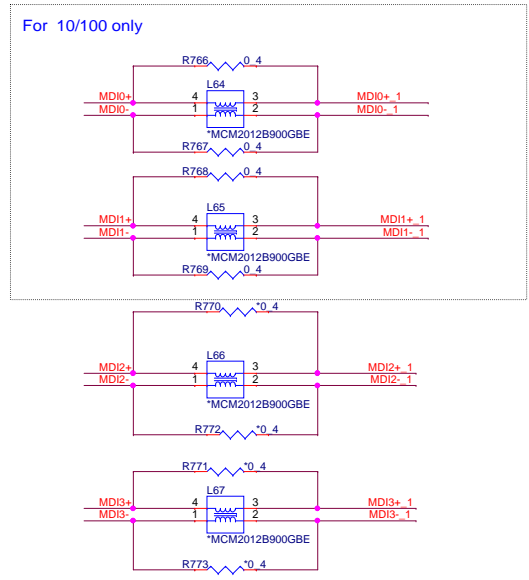 For 10/100 only
R766 0_4
L64
MDI0+ 4 3 MDI0+_1
MDI0- 1 2 MDI0-_1
*MCM2012B900GBE
R767 0_4
R768 0_4
L65
MDI1+ 4 3 MDI1+_1
MDI1- 1 2 MDI1-_1
*MCM2012B900GBE
R769 0_4
R770 *0_4
L66
MDI2+ 4 3 MDI2+_1
MDI2- 1 2 MDI2-_1
*MCM2012B900GBE
R772 *0_4
R771 *0_4
L67
MDI3+ 4 3 MDI3+_1
MDI3- 1 2 MDI3-_1
*MCM2012B900GBE
R773 *0_4